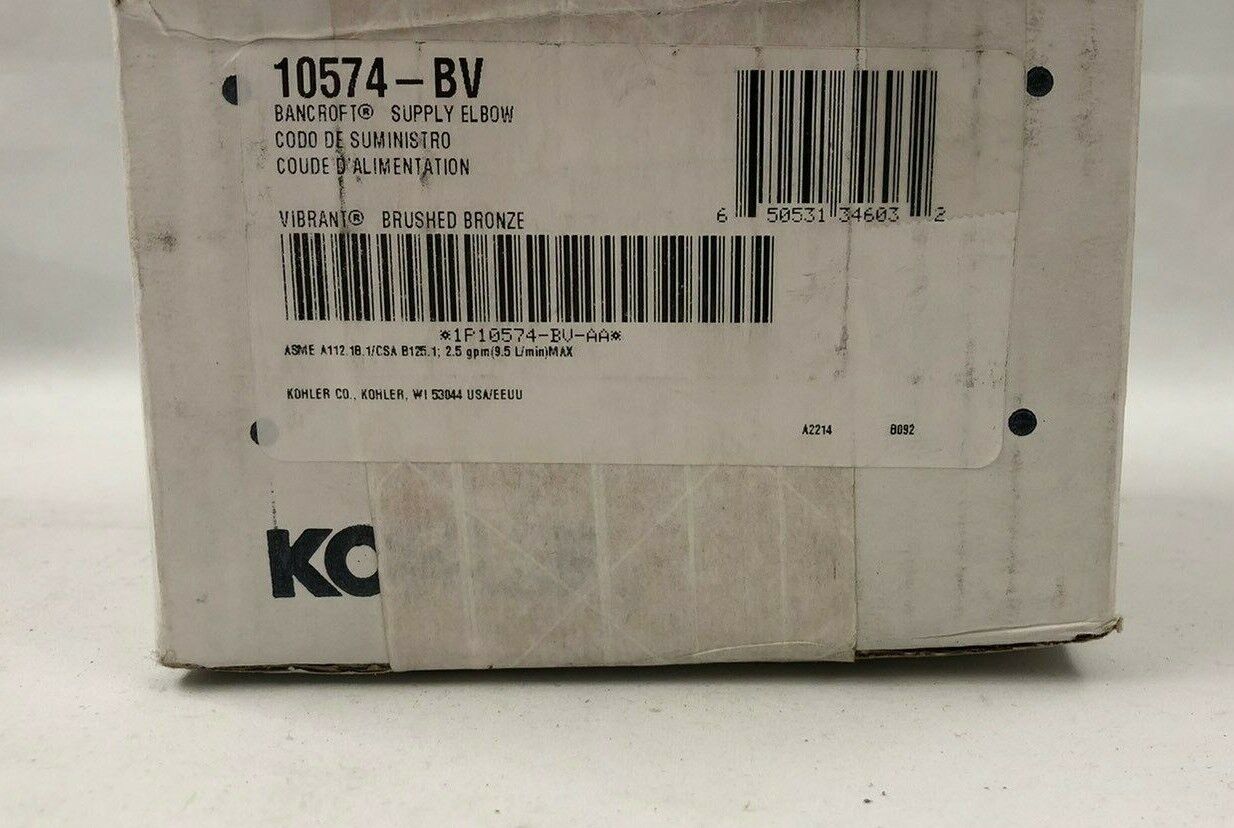 10574-BV
BANCROFT® SUPPLY ELBOW
CODO DE SUMINISTRO
COUDE D'ALIMENTATION
VIBRANT® BRUSHED BRONZE
6 50531 34603 2
*1P10574-BV-AA*
ASME A112.18.1/CSA B125.1; 2.5 gpm(9.5 L/min)MAX
KOHLER CO., KOHLER, WI 53044 USA/EEUU
A2214 B092
KO